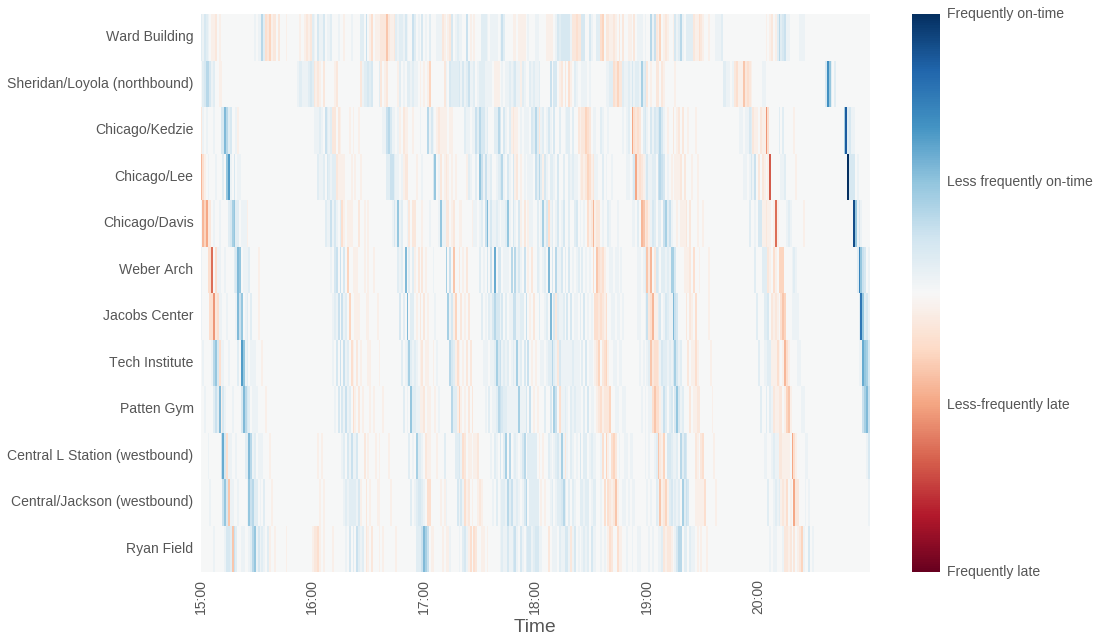 Frequently on-time
Ward Building
Sheridan/Loyola (northbound)
Chicago/Kedzie
Chicago/Lee
Less frequently on-time
Chicago/Davis
Weber Arch
Jacobs Center
Tech Institute
Patten Gym
Less-frequently late
Central L Station (westbound)
Central/Jackson (westbound)
Ryan Field
Frequently late
15:00
16:00
17:00
18:00
19:00
20:00
Time